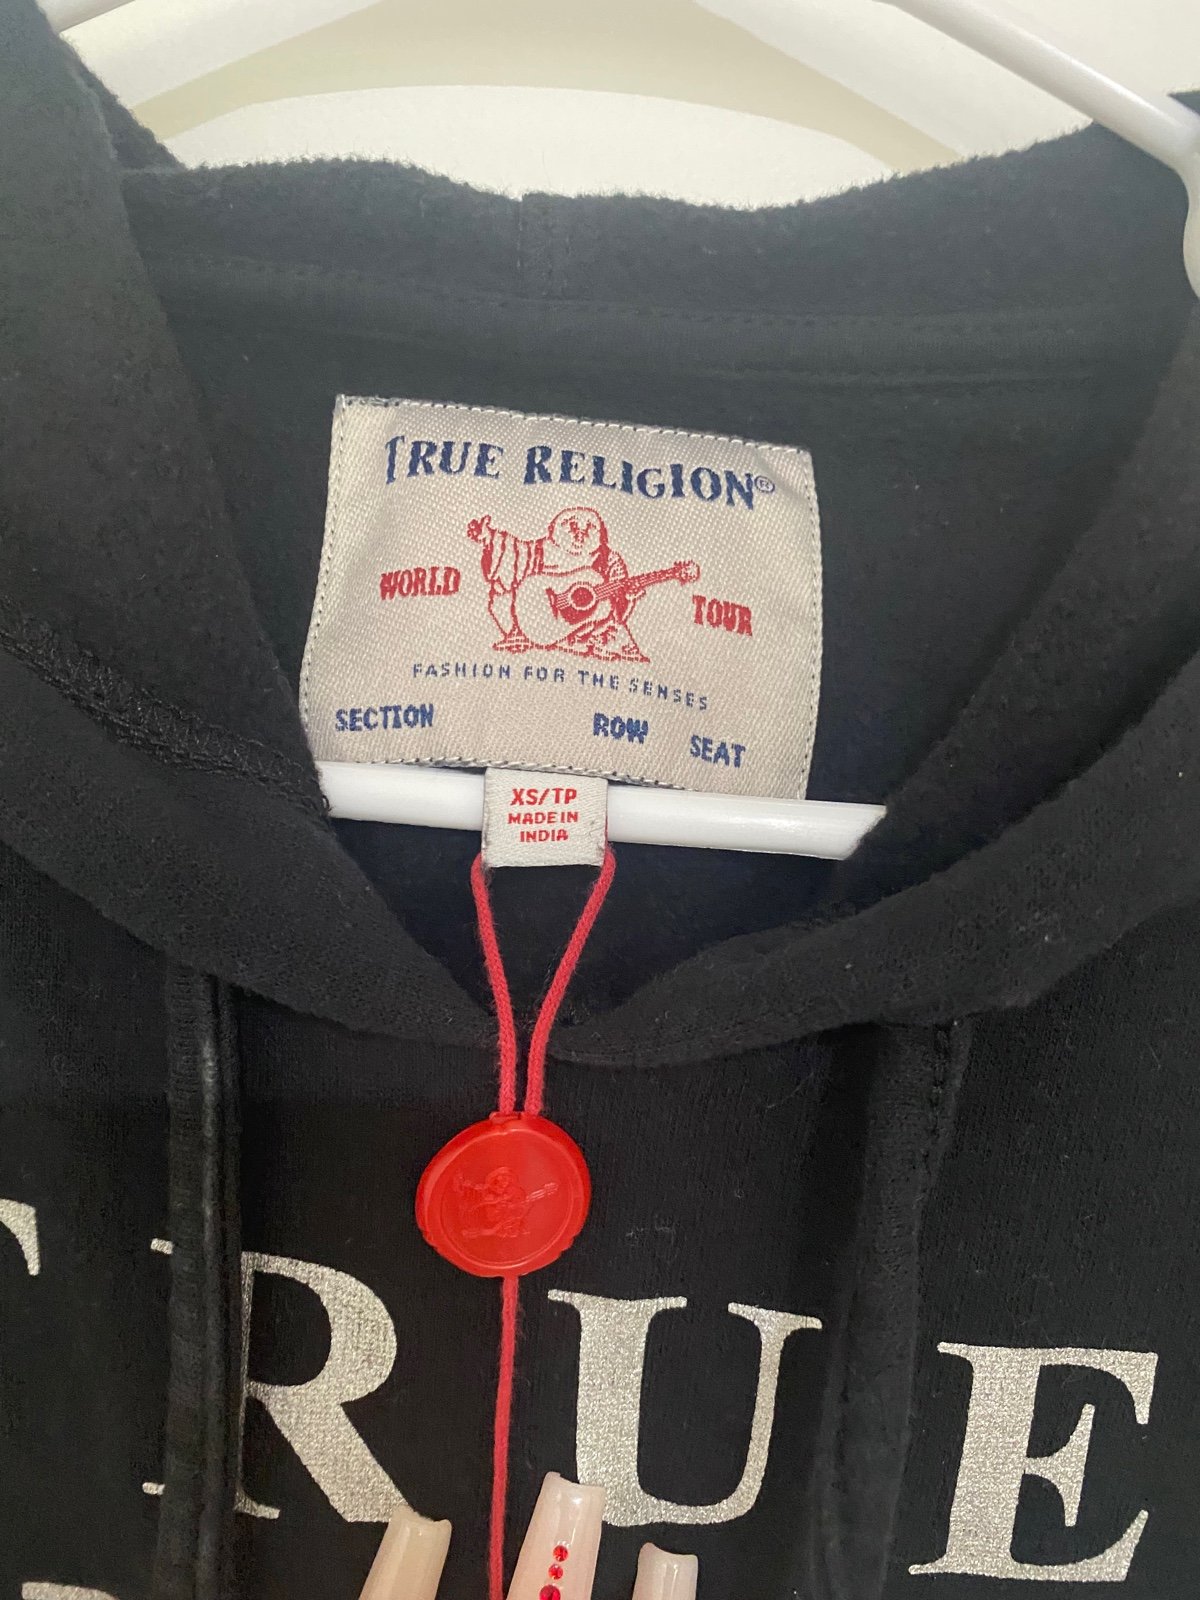 TRUE RELIGION®
WORLD TOUR
FASHION FOR THE SENSES
SECTION ROW SEAT
XS/TP
MADE IN
INDIA
TRUE